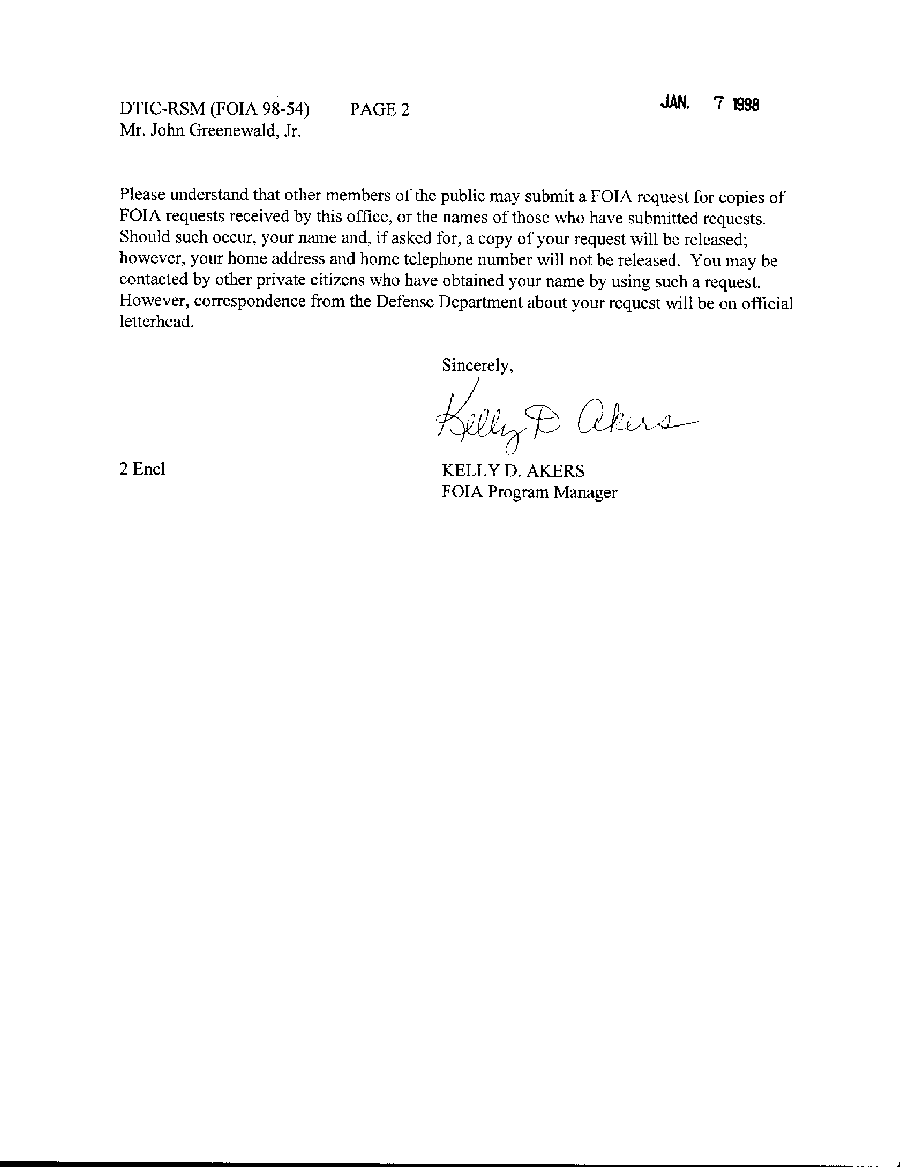 DTIC-RSM (FOIA 98-54) PAGE 2 JAN. 7 1998
Mr. John Greenewald, Jr.
Please understand that other members of the public may submit a FOIA request for copies of
FOIA requests received by this office, or the names of those who have submitted requests.
Should such occur, your name and, if asked for, a copy of your request will be released;
however, your home address and home telephone number will not be released. You may be
contacted by other private citizens who have obtained your name by using such a request.
However, correspondence from the Defense Department about your request will be on official
letterhead.
Sincerely,
Kelly D Akers
2 Encl KELLY D. AKERS
FOIA Program Manager